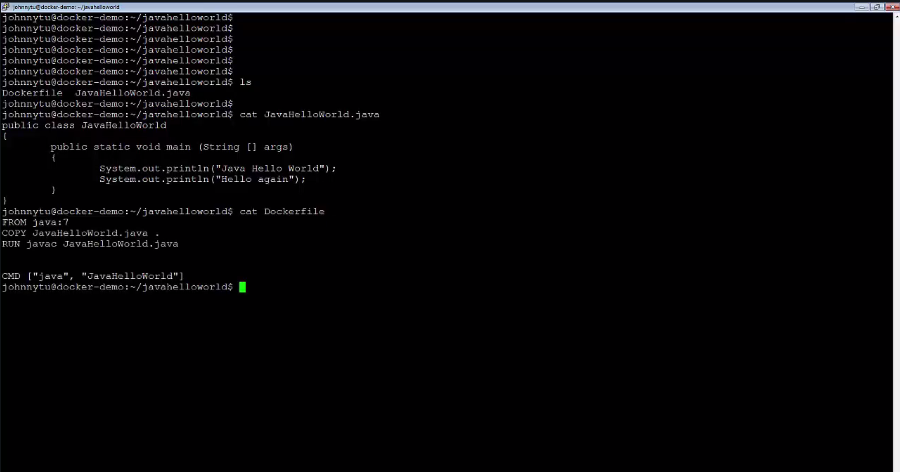 johnnytu@docker-demo:~/javahelloworld
johnnytu@docker-demo:~/javahelloworld$
johnnytu@docker-demo:~/javahelloworld$
johnnytu@docker-demo:~/javahelloworld$
johnnytu@docker-demo:~/javahelloworld$
johnnytu@docker-demo:~/javahelloworld$
johnnytu@docker-demo:~/javahelloworld$
johnnytu@docker-demo:~/javahelloworld$ ls
Dockerfile  JavaHelloWorld.java
johnnytu@docker-demo:~/javahelloworld$
johnnytu@docker-demo:~/javahelloworld$ cat JavaHelloWorld.java
public class JavaHelloWorld
{
        public static void main (String [] args)
        {
                System.out.println("Java Hello World");
                System.out.println("Hello again");
        }
}
johnnytu@docker-demo:~/javahelloworld$ cat Dockerfile
FROM java:7
COPY JavaHelloWorld.java .
RUN javac JavaHelloWorld.java
CMD ["java", "JavaHelloWorld"]
johnnytu@docker-demo:~/javahelloworld$